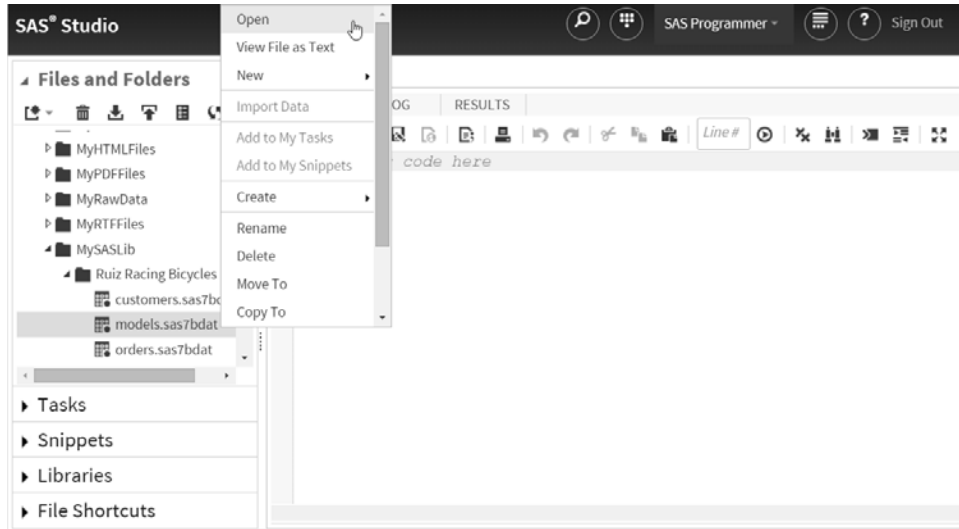 SAS® Studio
SAS Programmer
?
Sign Out
Files and Folders
MyHTMLFiles
MyPDFFiles
MyRawData
MyRTFFiles
MySASLib
Ruiz Racing Bicycles
customers.sas7bd
models.sas7bdat
orders.sas7bdat
Tasks
Snippets
Libraries
File Shortcuts
Open
View File as Text
New
Import Data
Add to My Tasks
Add to My Snippets
Create
Rename
Delete
Move To
Copy To
OG
RESULTS
Line #
code here